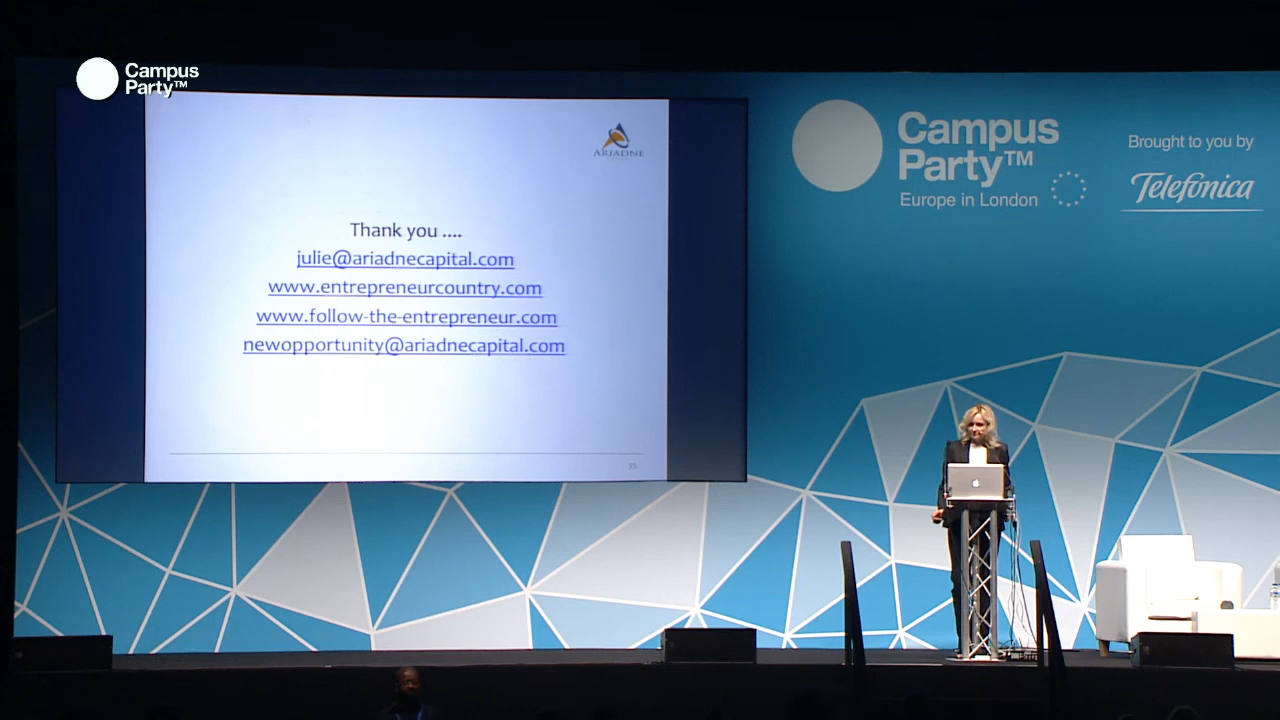 Campus
Party™
ARIADNE
Thank you ....
julie@ariadnecapital.com
www.entrepreneurcountry.com
www.follow-the-entrepreneur.com
newopportunity@ariadnecapital.com
Campus
Party™
Europe in London
Brought to you by
Telefónica